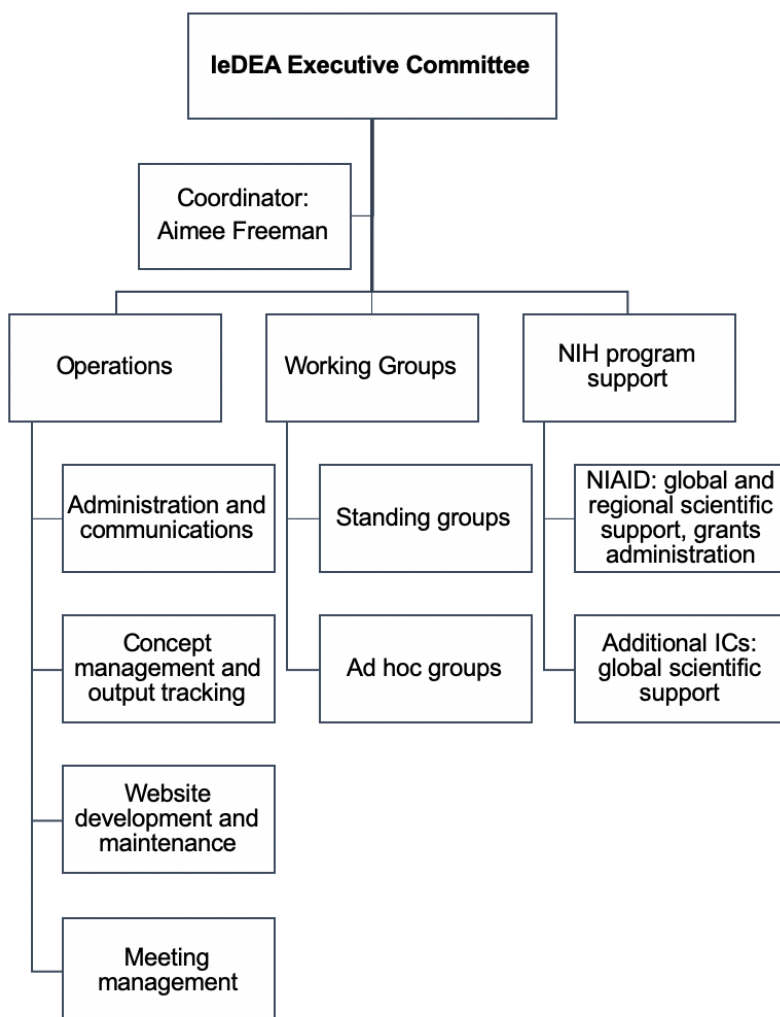 IeDEA Executive Committee
Coordinator:
Aimee Freeman
Operations
Working Groups
NIH program
support
Administration and
communications
Standing groups
NIAID: global and
regional scientific
support, grants
administration
Concept
management and
output tracking
Ad hoc groups
Additional ICs:
global scientific
support
Website
development and
maintenance
Meeting
management